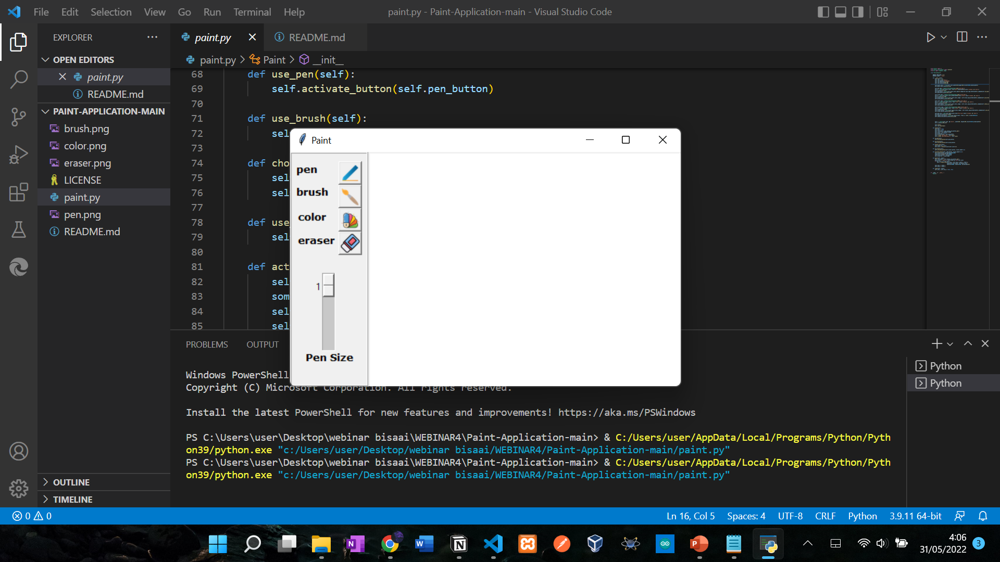 File Edit Selection View Go Run Terminal Help
paint.py - Paint-Application-main - Visual Studio Code
EXPLORER
paint.py
README.md
OPEN EDITORS
paint.py > Paint > __init__
paint.py
README.md
PAINT-APPLICATION-MAIN
brush.png
color.png
eraser.png
LICENSE
paint.py
pen.png
README.md
OUTLINE
TIMELINE
68 def use_pen(self):
69 self.activate_button(self.pen_button)
70
71 def use_brush(self):
72 sel
73
74 def cho
75 sel
76 sel
77
78 def use
79 sel
80
81 def act
82 sel
83 som
84 sel
85 sel
Paint
pen
brush
color
eraser
1
Pen Size
PROBLEMS OUTPUT
Windows PowerShell
Copyright (C) Microsoft Corporation. All rights reserved.
Install the latest PowerShell for new features and improvements! https://aka.ms/PSWindows
PS C:\Users\user\Desktop\webinar bisaai\WEBINAR4\Paint-Application-main> & C:/Users/user/AppData/Local/Programs/Python/Pyth
on39/python.exe "c:/Users/user/Desktop/webinar bisaai/WEBINAR4/Paint-Application-main/paint.py"
PS C:\Users\user\Desktop\webinar bisaai\WEBINAR4\Paint-Application-main> & C:/Users/user/AppData/Local/Programs/Python/Pyth
on39/python.exe "c:/Users/user/Desktop/webinar bisaai/WEBINAR4/Paint-Application-main/paint.py"
Python
Python
0 0
Ln 16, Col 5 Spaces: 4 UTF-8 CRLF Python 3.9.11 64-bit
4:06
31/05/2022
3